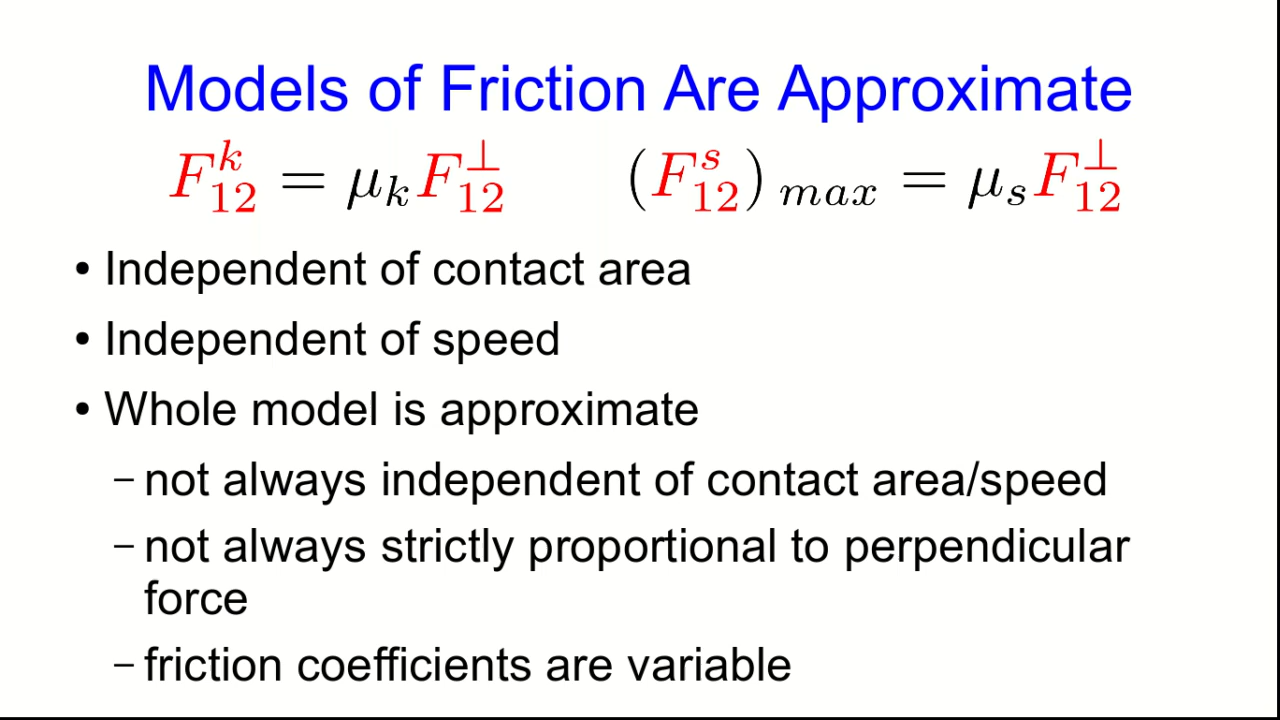 Models of Friction Are Approximate
F^k_12 = μ_k F^⊥_12    (F^s_12)_max = μ_s F^⊥_12
• Independent of contact area
• Independent of speed
• Whole model is approximate
– not always independent of contact area/speed
– not always strictly proportional to perpendicular
force
– friction coefficients are variable